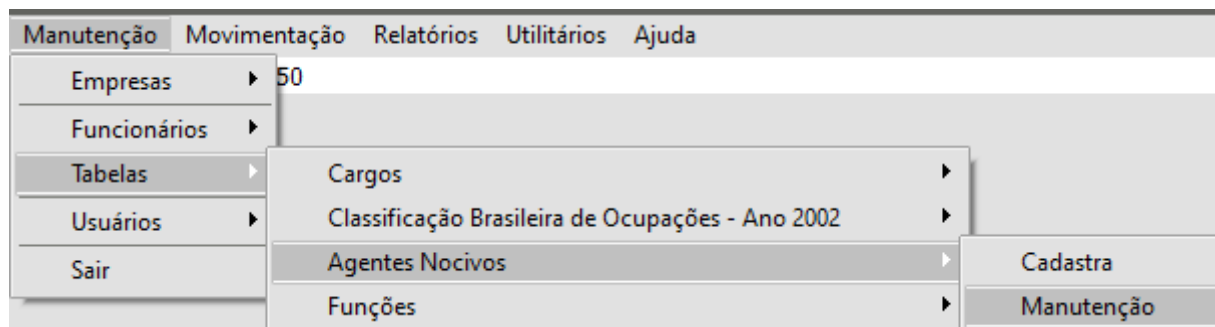 Manutenção Movimentação Relatórios Utilitários Ajuda
Empresas 50
Funcionários
Tabelas Cargos
Usuários Classificação Brasileira de Ocupações - Ano 2002
Sair Agentes Nocivos Cadastra
Funções Manutenção